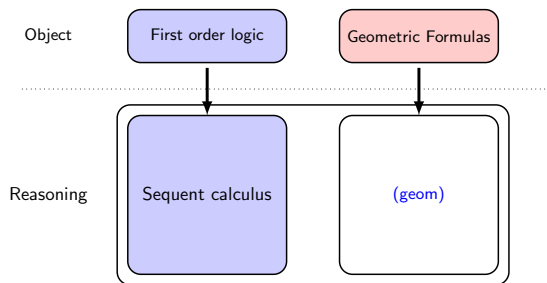 Object
First order logic
Geometric Formulas
Reasoning
Sequent calculus
(geom)